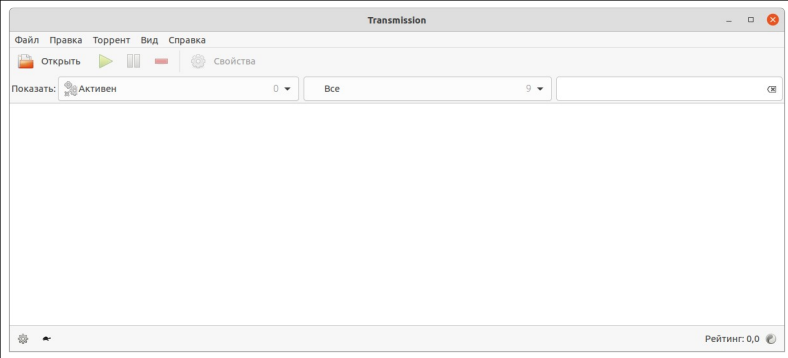 Transmission
Файл Правка Торрент Вид Справка
Открыть Свойства
Показать: Активен 0 Все 9
Рейтинг: 0,0